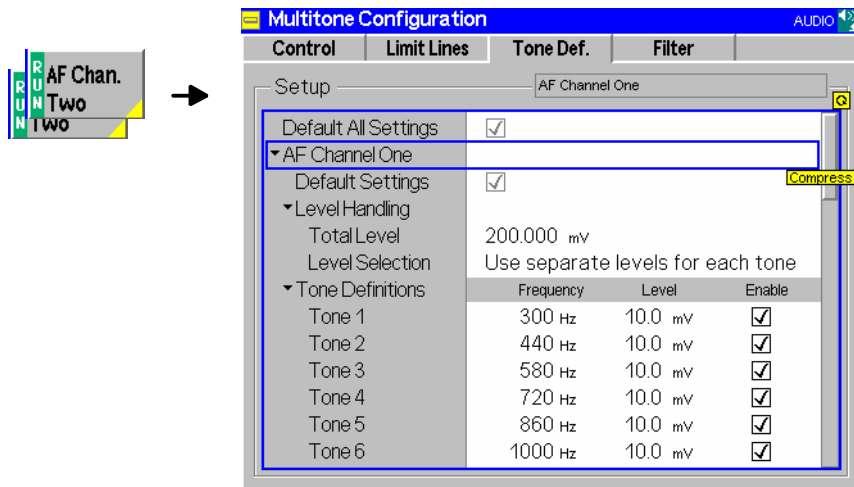 RUN
AF Chan.
Two
RUN
Two
Multitone Configuration AUDIO
Control Limit Lines Tone Def. Filter
Setup AF Channel One
Default All Settings
AF Channel One
Compress
Default Settings
Level Handling
Total Level 200.000 mV
Level Selection Use separate levels for each tone
Tone Definitions Frequency Level Enable
Tone 1 300 Hz 10.0 mV
Tone 2 440 Hz 10.0 mV
Tone 3 580 Hz 10.0 mV
Tone 4 720 Hz 10.0 mV
Tone 5 860 Hz 10.0 mV
Tone 6 1000 Hz 10.0 mV